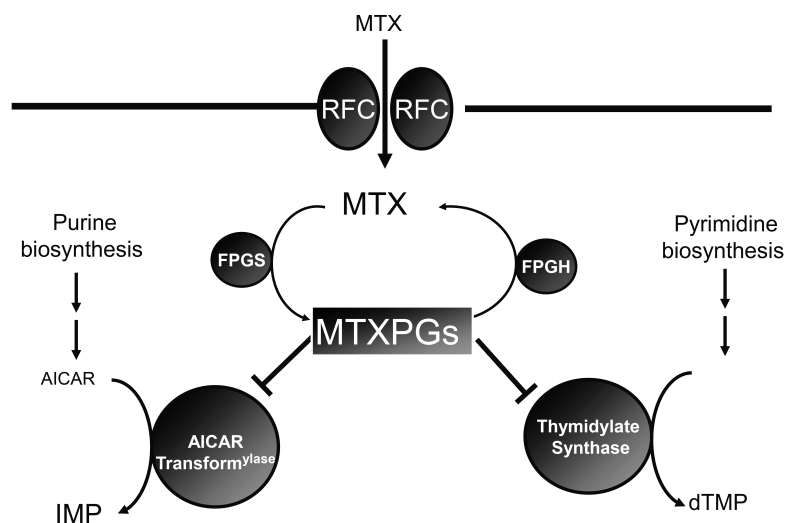 MTX
RFC RFC
MTX
Purine
biosynthesis
Pyrimidine
biosynthesis
FPGS
FPGH
MTXPGs
AICAR
AICAR
Transformylase
Thymidylate
Synthase
IMP
dTMP